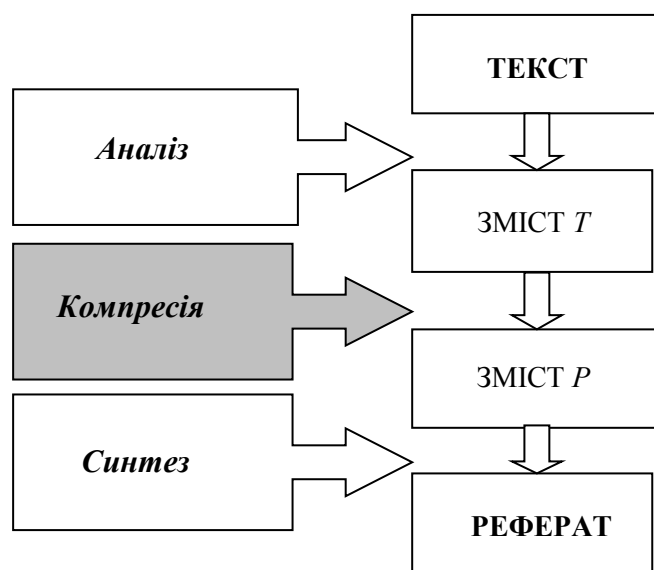 ТЕКСТ
Аналіз
ЗМІСТ Т
Компресія
ЗМІСТ Р
Синтез
РЕФЕРАТ